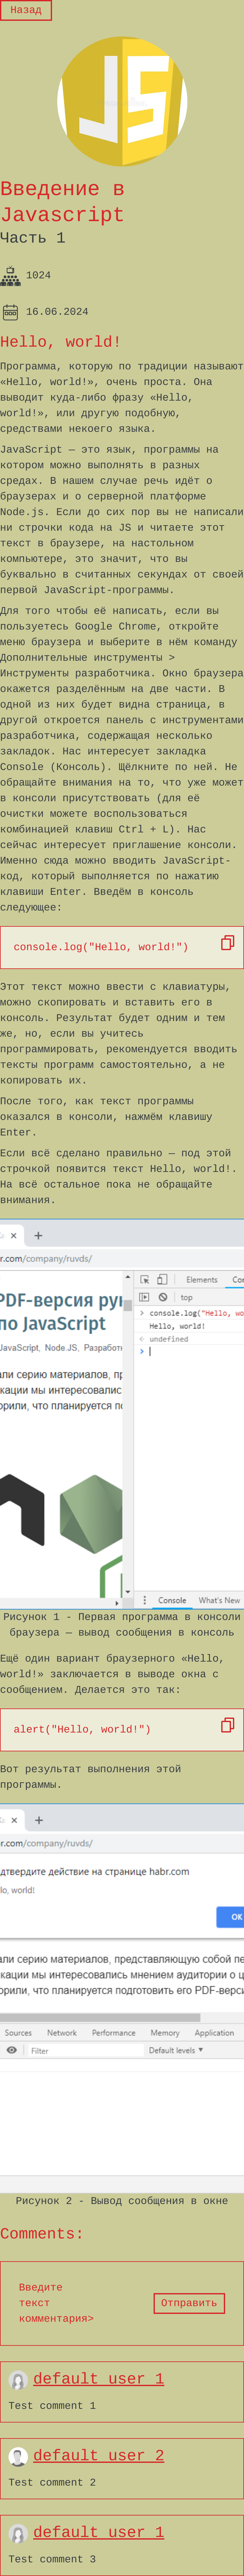 Назад
JS
Введение в
Javascript
Часть 1
1024
16.06.2024
Hello, world!
Программа, которую по традиции называют
«Hello, world!», очень проста. Она
выводит куда-либо фразу «Hello,
world!», или другую подобную,
средствами некоего языка.
JavaScript — это язык, программы на
котором можно выполнять в разных
средах. В нашем случае речь идёт о
браузерах и о серверной платформе
Node.js. Если до сих пор вы не написали
ни строчки кода на JS и читаете этот
текст в браузере, на настольном
компьютере, это значит, что вы
буквально в считанных секундах от своей
первой JavaScript-программы.
Для того чтобы её написать, если вы
пользуетесь Google Chrome, откройте
меню браузера и выберите в нём команду
Дополнительные инструменты >
Инструменты разработчика. Окно браузера
окажется разделённым на две части. В
одной из них будет видна страница, в
другой откроется панель с инструментами
разработчика, содержащая несколько
закладок. Нас интересует закладка
Console (Консоль). Щёлкните по ней. Не
обращайте внимания на то, что уже может
в консоли присутствовать (для её
очистки можете воспользоваться
комбинацией клавиш Ctrl + L). Нас
сейчас интересует приглашение консоли.
Именно сюда можно вводить JavaScript-
код, который выполняется по нажатию
клавиши Enter. Введём в консоль
следующее:
console.log("Hello, world!")
Этот текст можно ввести с клавиатуры,
можно скопировать и вставить его в
консоль. Результат будет одним и тем
же, но, если вы учитесь
программировать, рекомендуется вводить
тексты программ самостоятельно, а не
копировать их.
После того, как текст программы
оказался в консоли, нажмём клавишу
Enter.
Если всё сделано правильно — под этой
строчкой появится текст Hello, world!.
На всё остальное пока не обращайте
внимания.
br.com/company/ruvds/
Elements Co
top
PDF-версия ру
по JavaScript
console.log("Hello, wo
Hello, world!
undefined
JavaScript, Node.JS, Разработ
али серию материалов, п
кации мы интересовалис
орили, что планируется по
Console What's New
Рисунок 1 - Первая программа в консоли
браузера — вывод сообщения в консоль
Ещё один вариант браузерного «Hello,
world!» заключается в выводе окна с
сообщением. Делается это так:
alert("Hello, world!")
Вот результат выполнения этой
программы.
br.com/company/ruvds/
дтвердите действие на странице habr.com
lo, world!
OK
али серию материалов, представляющую собой пе
кации мы интересовались мнением аудитории о ц
орили, что планируется подготовить его PDF-верси
Sources Network Performance Memory Application
Filter Default levels ▼
Рисунок 2 - Вывод сообщения в окне
Comments:
Введите
текст
комментария>
Отправить
default user 1
Test comment 1
default user 2
Test comment 2
default user 1
Test comment 3